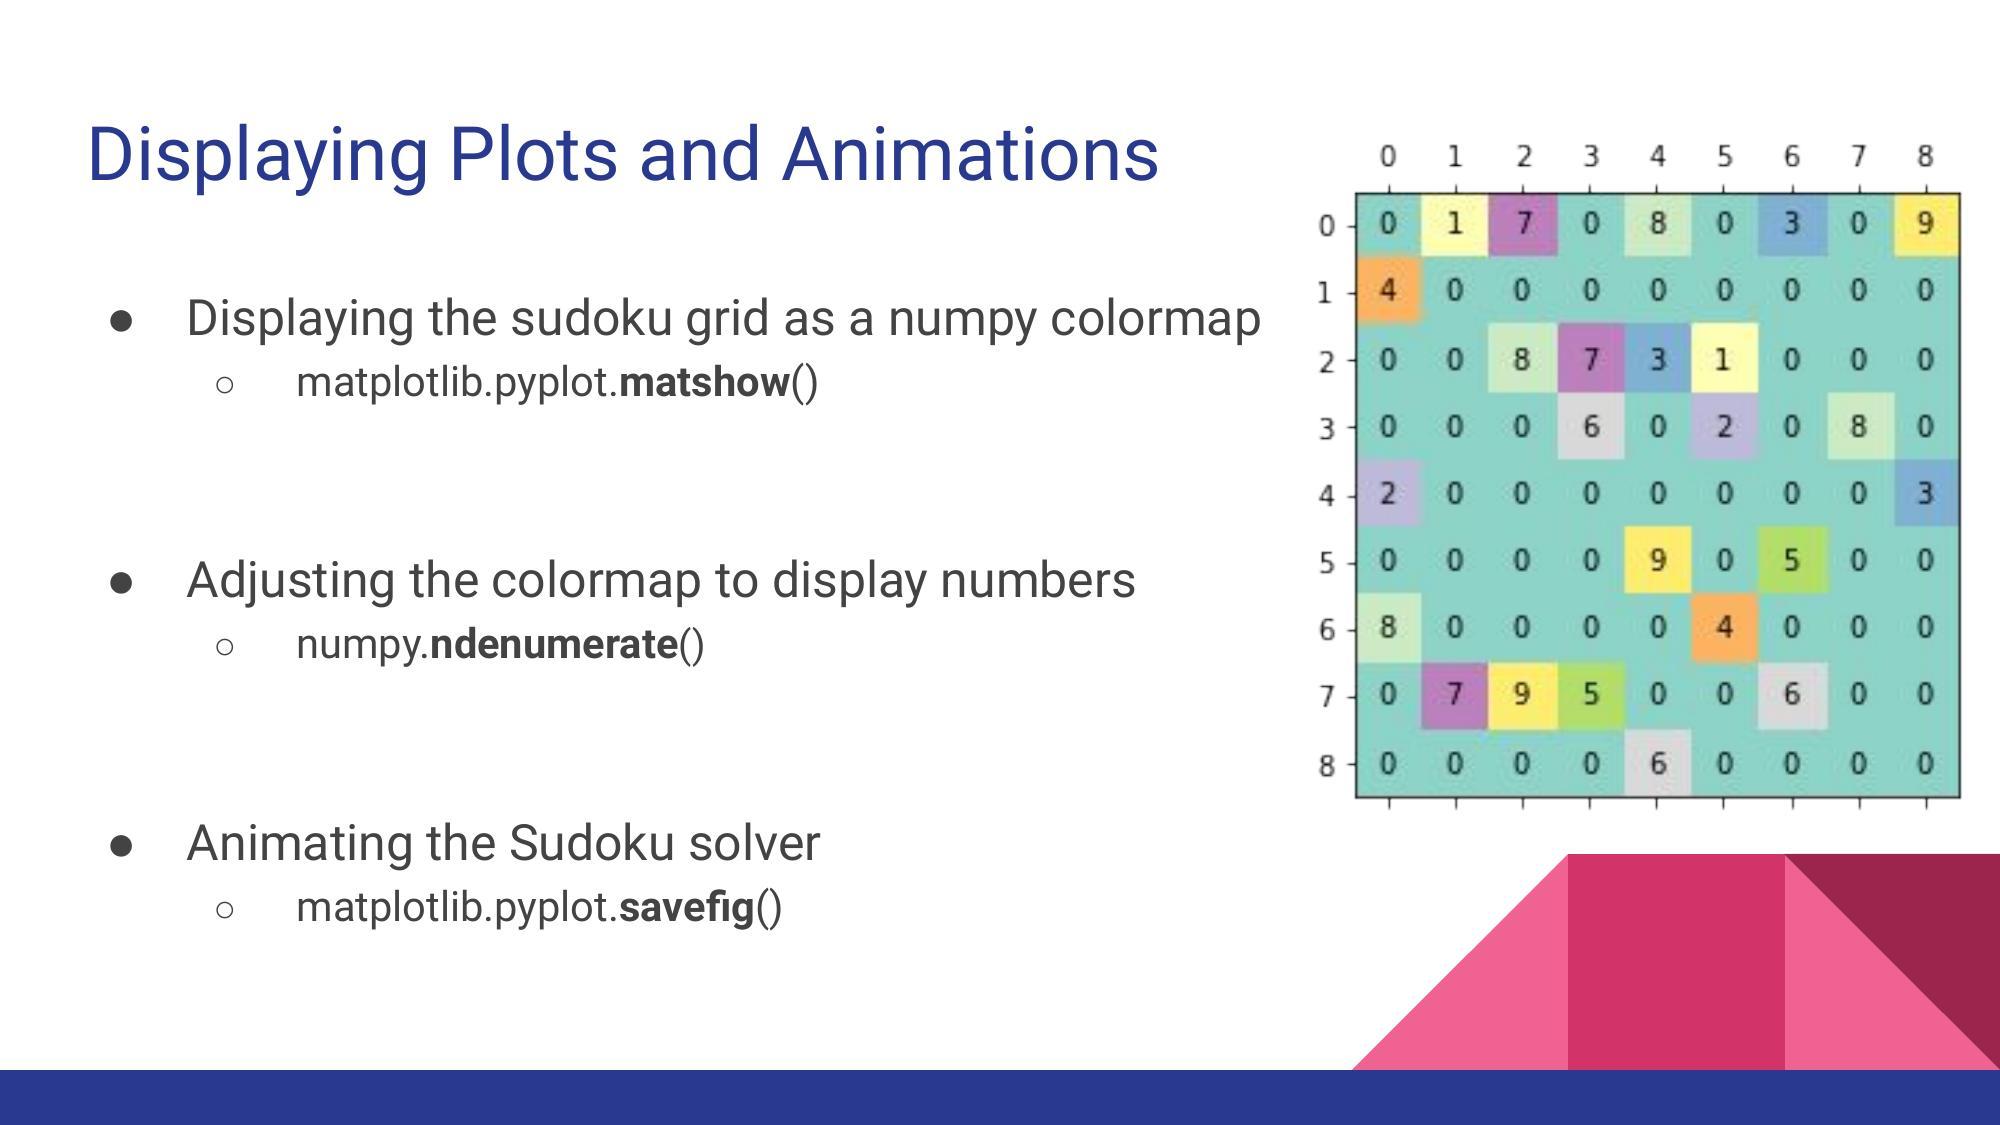 Displaying Plots and Animations
● Displaying the sudoku grid as a numpy colormap
○ matplotlib.pyplot.matshow()
● Adjusting the colormap to display numbers
○ numpy.ndenumerate()
● Animating the Sudoku solver
○ matplotlib.pyplot.savefig()
0 1 2 3 4 5 6 7 8
0 0 1 7 0 8 0 3 0 9
1 4 0 0 0 0 0 0 0 0
2 0 0 8 7 3 1 0 0 0
3 0 0 0 6 0 2 0 8 0
4 2 0 0 0 0 0 0 0 3
5 0 0 0 0 9 0 5 0 0
6 8 0 0 0 0 4 0 0 0
7 0 7 9 5 0 0 6 0 0
8 0 0 0 0 6 0 0 0 0